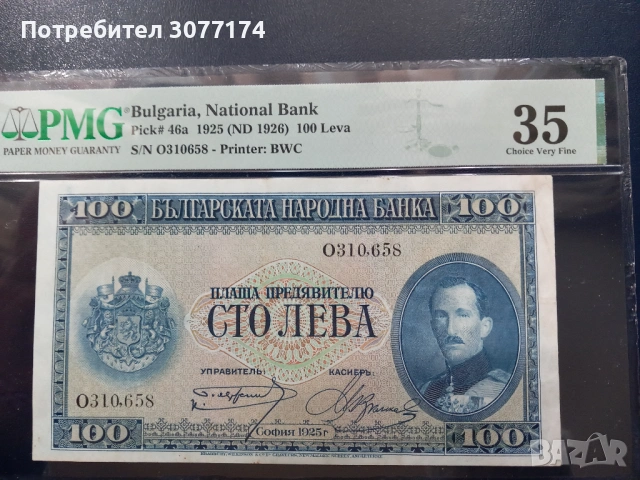 Потребител 3077174
PMG
PAPER MONEY GUARANTY
Bulgaria, National Bank
Pick# 46a 1925 (ND 1926) 100 Leva
S/N O310658 - Printer: BWC
35
Choice Very Fine
100 БЪЛГАРСКАТА НАРОДНА БАНКА 100
O310,658
ПЛАЩА ПРЕДЯВИТЕЛЮ
СТО ЛЕВА
УПРАВИТЕЛЬ: КАСИЕРЪ:
O310,658
100 СОФИЯ 1925 г 100
BAZAR